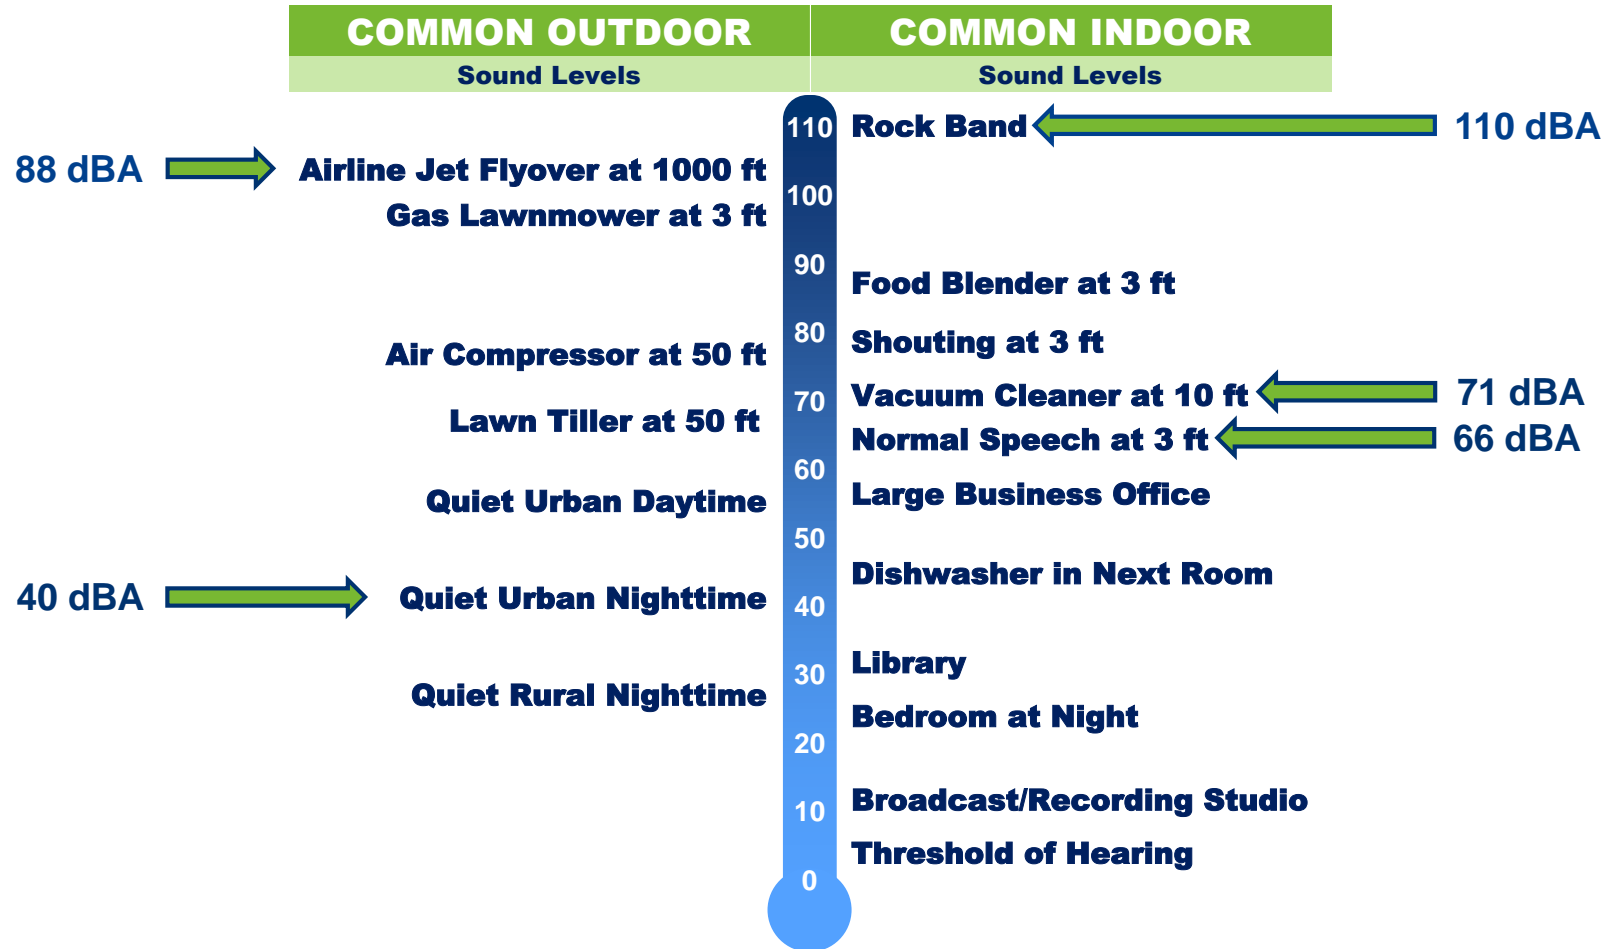 COMMON OUTDOOR COMMON INDOOR
Sound Levels Sound Levels
110 Rock Band 110 dBA
88 dBA Airline Jet Flyover at 1000 ft
100
Gas Lawnmower at 3 ft
90
Food Blender at 3 ft
80
Shouting at 3 ft
Air Compressor at 50 ft
Vacuum Cleaner at 10 ft 71 dBA
70
Lawn Tiller at 50 ft
Normal Speech at 3 ft 66 dBA
60
Large Business Office
Quiet Urban Daytime
50
Dishwasher in Next Room
40 dBA Quiet Urban Nighttime 40
Library
30
Quiet Rural Nighttime
Bedroom at Night
20
Broadcast/Recording Studio
10
Threshold of Hearing
0